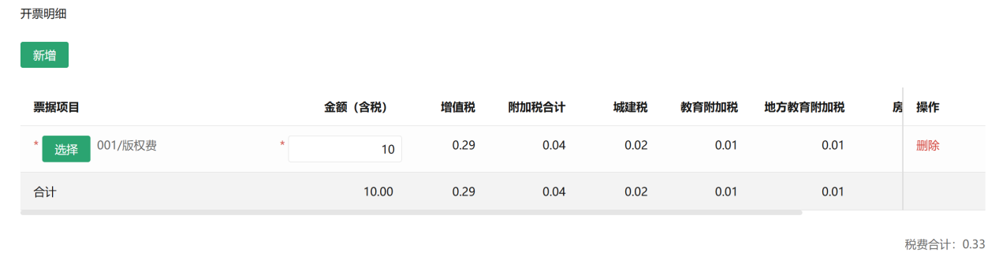 开票明细
新增
票据项目 金额（含税） 增值税 附加税合计 城建税 教育附加税 地方教育附加税 房 操作
* 选择 001/版权费 * 10 0.29 0.04 0.02 0.01 0.01 删除
合计 10.00 0.29 0.04 0.02 0.01 0.01
税费合计：0.33